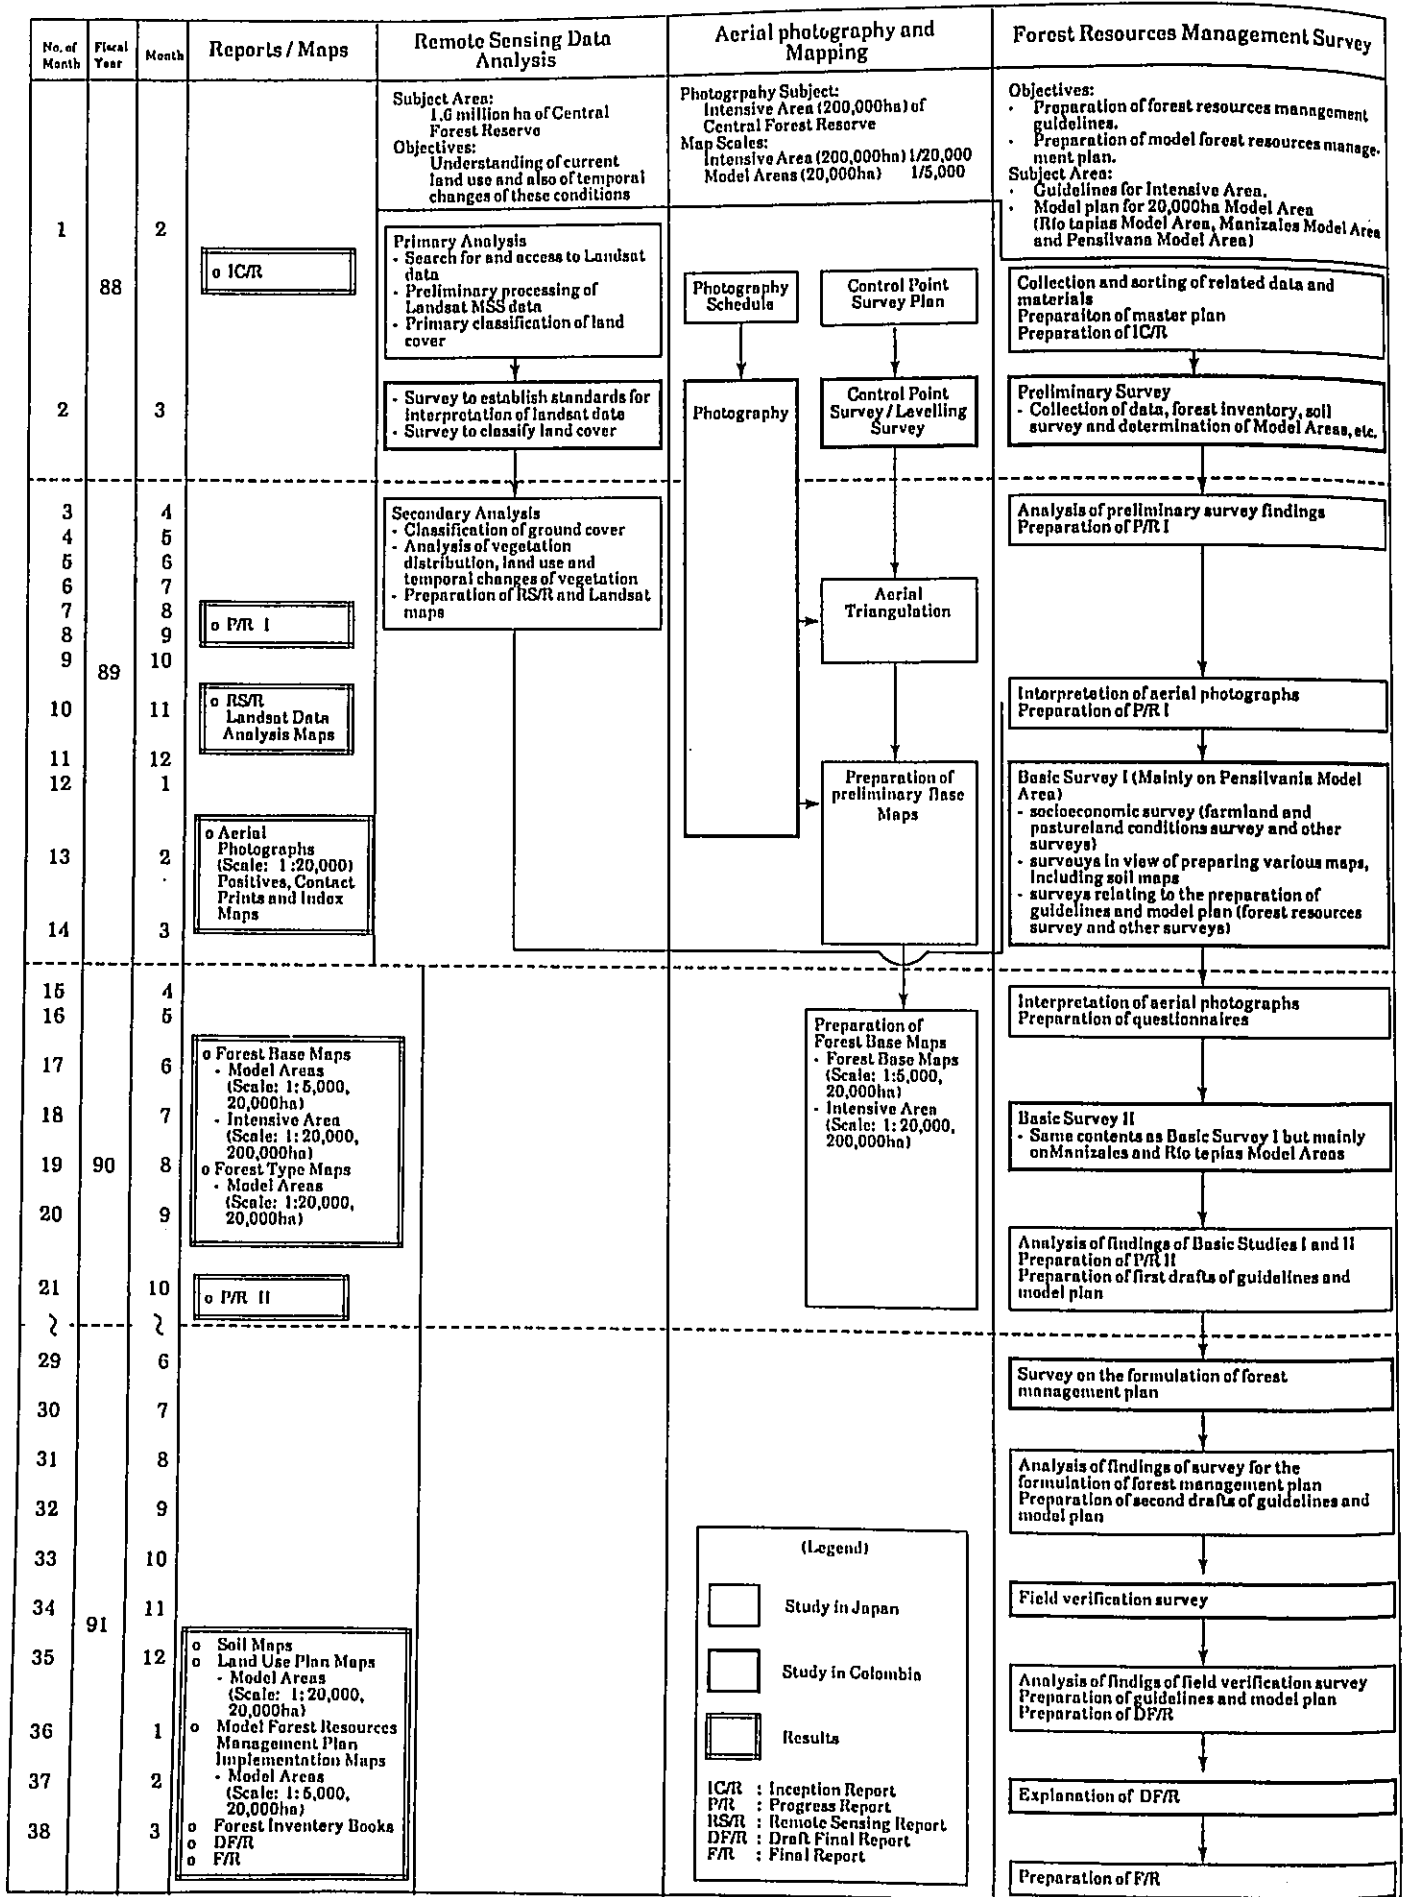 No. of Month
Fiscal Year
Month
Reports / Maps
Remote Sensing Data
Analysis
Aerial photography and
Mapping
Forest Resources Management Survey
Subject Area:
1.6 million ha of Central
Forest Reserve
Objectives:
Understanding of current
land use and also of temporal
changes of these conditions
Photogrpahy Subject:
Intensive Area (200,000ha) of
Central Forest Reserve
Map Scales:
Intensive Area (200,000ha) 1/20,000
Model Areas (20,000ha) 1/5,000
Objectives:
· Preparation of forest resources management
guidelines.
· Preparation of model forest resources manage-
ment plan.
Subject Area:
· Guidelines for Intensive Area.
· Model plan for 20,000ha Model Area
(Rio tapias Model Area, Manizales Model Area
and Pensilvana Model Area)
1
88
2
o IC/R
Primary Analysis
- Search for and access to Landsat
data
- Preliminary processing of
Landsat MSS data
- Primary classification of land
cover
Photography
Schedule
Control Point
Survey Plan
Collection and sorting of related data and
materials
Preparaiton of master plan
Preparation of IC/R
2
3
- Survey to establish standards for
interpretation of landsat data
- Survey to classify land cover
Photography
Control Point
Survey / Levelling
Survey
Preliminary Survey
- Collection of data, forest inventory, soil
survey and determination of Model Areas, etc.
3
4
4
5
5
6
6
7
7
8
8
9
9
10
89
10
11
11
12
12
1
13
2
14
3
o P/R I
o RS/R
Landsat Data
Analysis Maps
o Aerial
Photographs
(Scale: 1:20,000)
Positives, Contact
Prints and Index
Maps
Secondary Analysis
- Classification of ground cover
- Analysis of vegetation
distribution, land use and
temporal changes of vegetation
- Preparation of RS/R and Landsat
maps
Aerial
Triangulation
Preparation of
preliminary Base
Maps
Analysis of preliminary survey findings
Preparation of P/R I
Interpretation of aerial photographs
Preparation of P/R I
Basic Survey I (Mainly on Pensilvania Model
Area)
- socioeconomic survey (farmland and
pastureland conditions survey and other
surveys)
- surveuys in view of preparing various maps,
including soil maps
- surveys relating to the preparation of
guidelines and model plan (forest resources
survey and other surveys)
15
4
16
5
17
6
18
7
19
90
8
20
9
21
10
o Forest Base Maps
- Model Areas
(Scale: 1:5,000,
20,000ha)
- Intensive Area
(Scale: 1:20,000,
200,000ha)
o Forest Type Maps
- Model Areas
(Scale: 1:20,000,
20,000ha)
o P/R II
Preparation of
Forest Base Maps
- Forest Base Maps
(Scale: 1:5,000,
20,000ha)
- Intensive Area
(Scale: 1:20,000,
200,000ha)
Interpretation of aerial photographs
Preparation of questionnaires
Basic Survey II
- Same contents as Basic Survey I but mainly
on Manizales and Rio tepias Model Areas
Analysis of findings of Basic Studies I and II
Preparation of P/R II
Preparation of first drafts of guidelines and
model plan
29
6
30
7
31
8
32
9
33
10
34
11
91
35
12
36
1
37
2
38
3
o Soil Maps
o Land Use Plan Maps
- Model Areas
(Scale: 1:20,000,
20,000ha)
o Model Forest Resources
Management Plan
Implementation Maps
- Model Areas
(Scale: 1:5,000,
20,000ha)
o Forest Inventory Books
o DF/R
o F/R
(Legend)
Study in Japan
Study in Colombia
Results
IC/R : Inception Report
P/R : Progress Report
RS/R : Remote Sensing Report
DF/R : Draft Final Report
F/R : Final Report
Survey on the formulation of forest
management plan
Analysis of findings of survey for the
formulation of forest management plan
Preparation of second drafts of guidelines and
model plan
Field verification survey
Analysis of findigs of field verification survey
Preparation of guidelines and model plan
Preparation of DF/R
Explanation of DF/R
Preparation of F/R